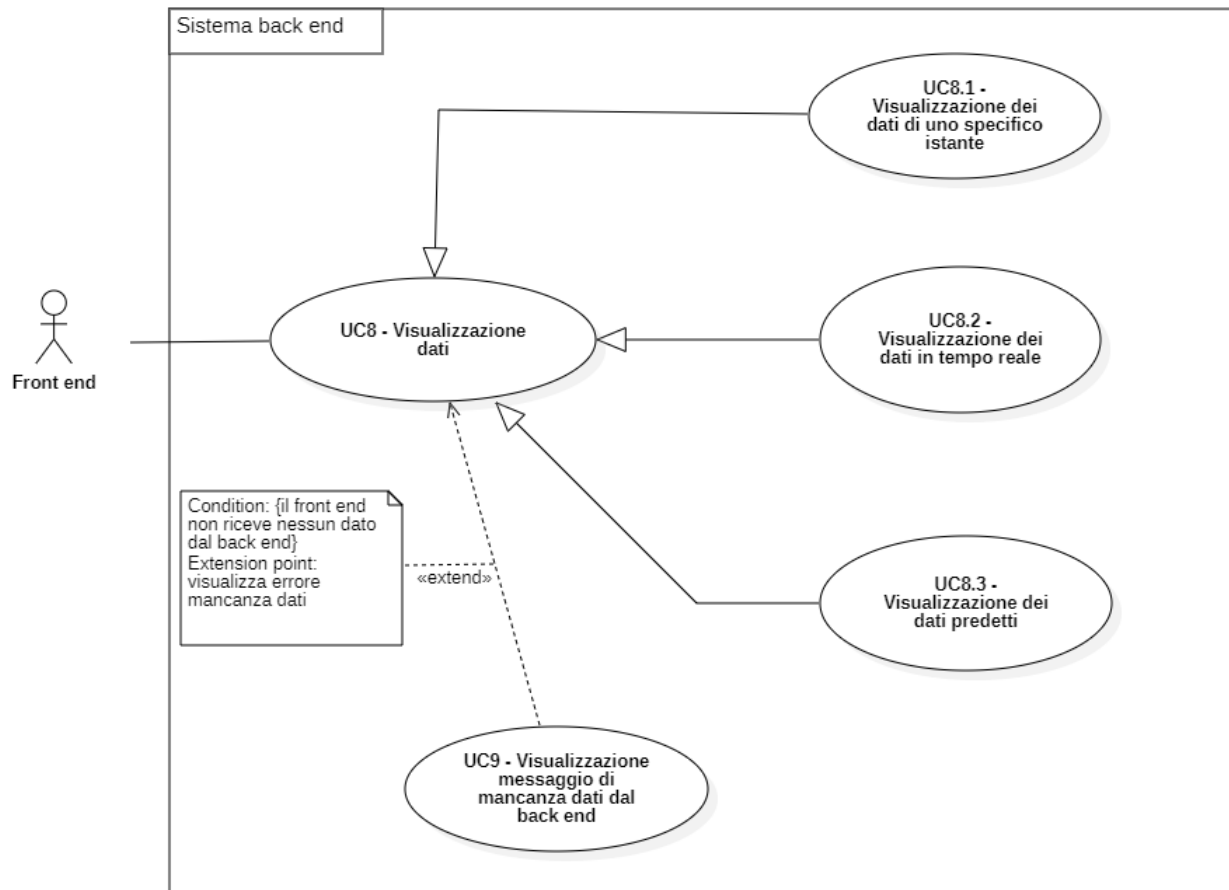 Sistema back end
UC8.1 -
Visualizzazione dei
dati di uno specifico
istante
UC8 - Visualizzazione
dati
UC8.2 -
Visualizzazione dei
dati in tempo reale
Front end
Condition: {il front end
non riceve nessun dato
dal back end}
Extension point:
visualizza errore
mancanza dati
«extend»
UC8.3 -
Visualizzazione dei
dati predetti
UC9 - Visualizzazione
messaggio di
mancanza dati dal
back end